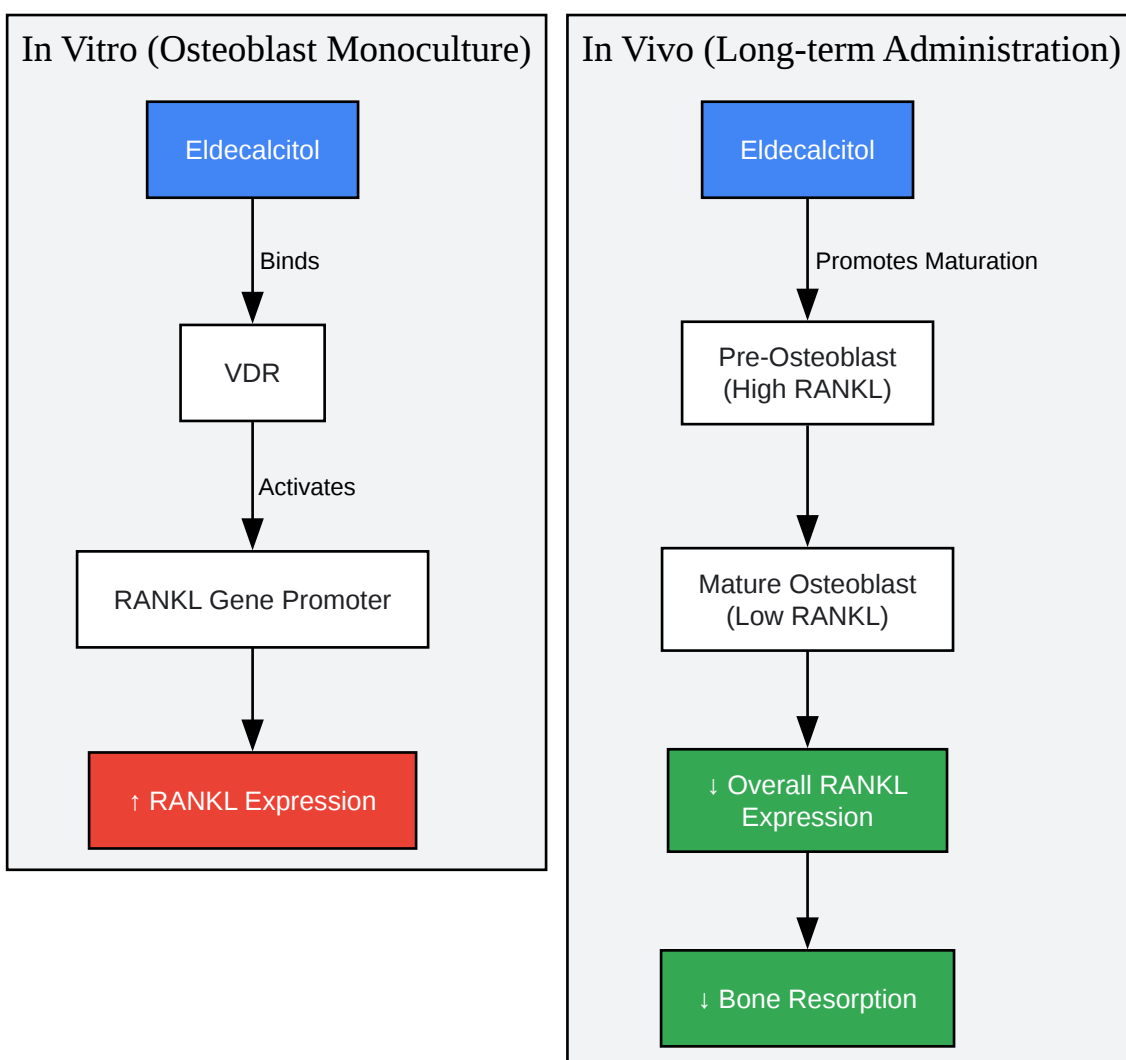 In Vitro (Osteoblast Monoculture)
Eldecalcitol
Binds
VDR
Activates
RANKL Gene Promoter
↑ RANKL Expression
In Vivo (Long-term Administration)
Eldecalcitol
Promotes Maturation
Pre-Osteoblast
(High RANKL)
Mature Osteoblast
(Low RANKL)
↓ Overall RANKL
Expression
↓ Bone Resorption